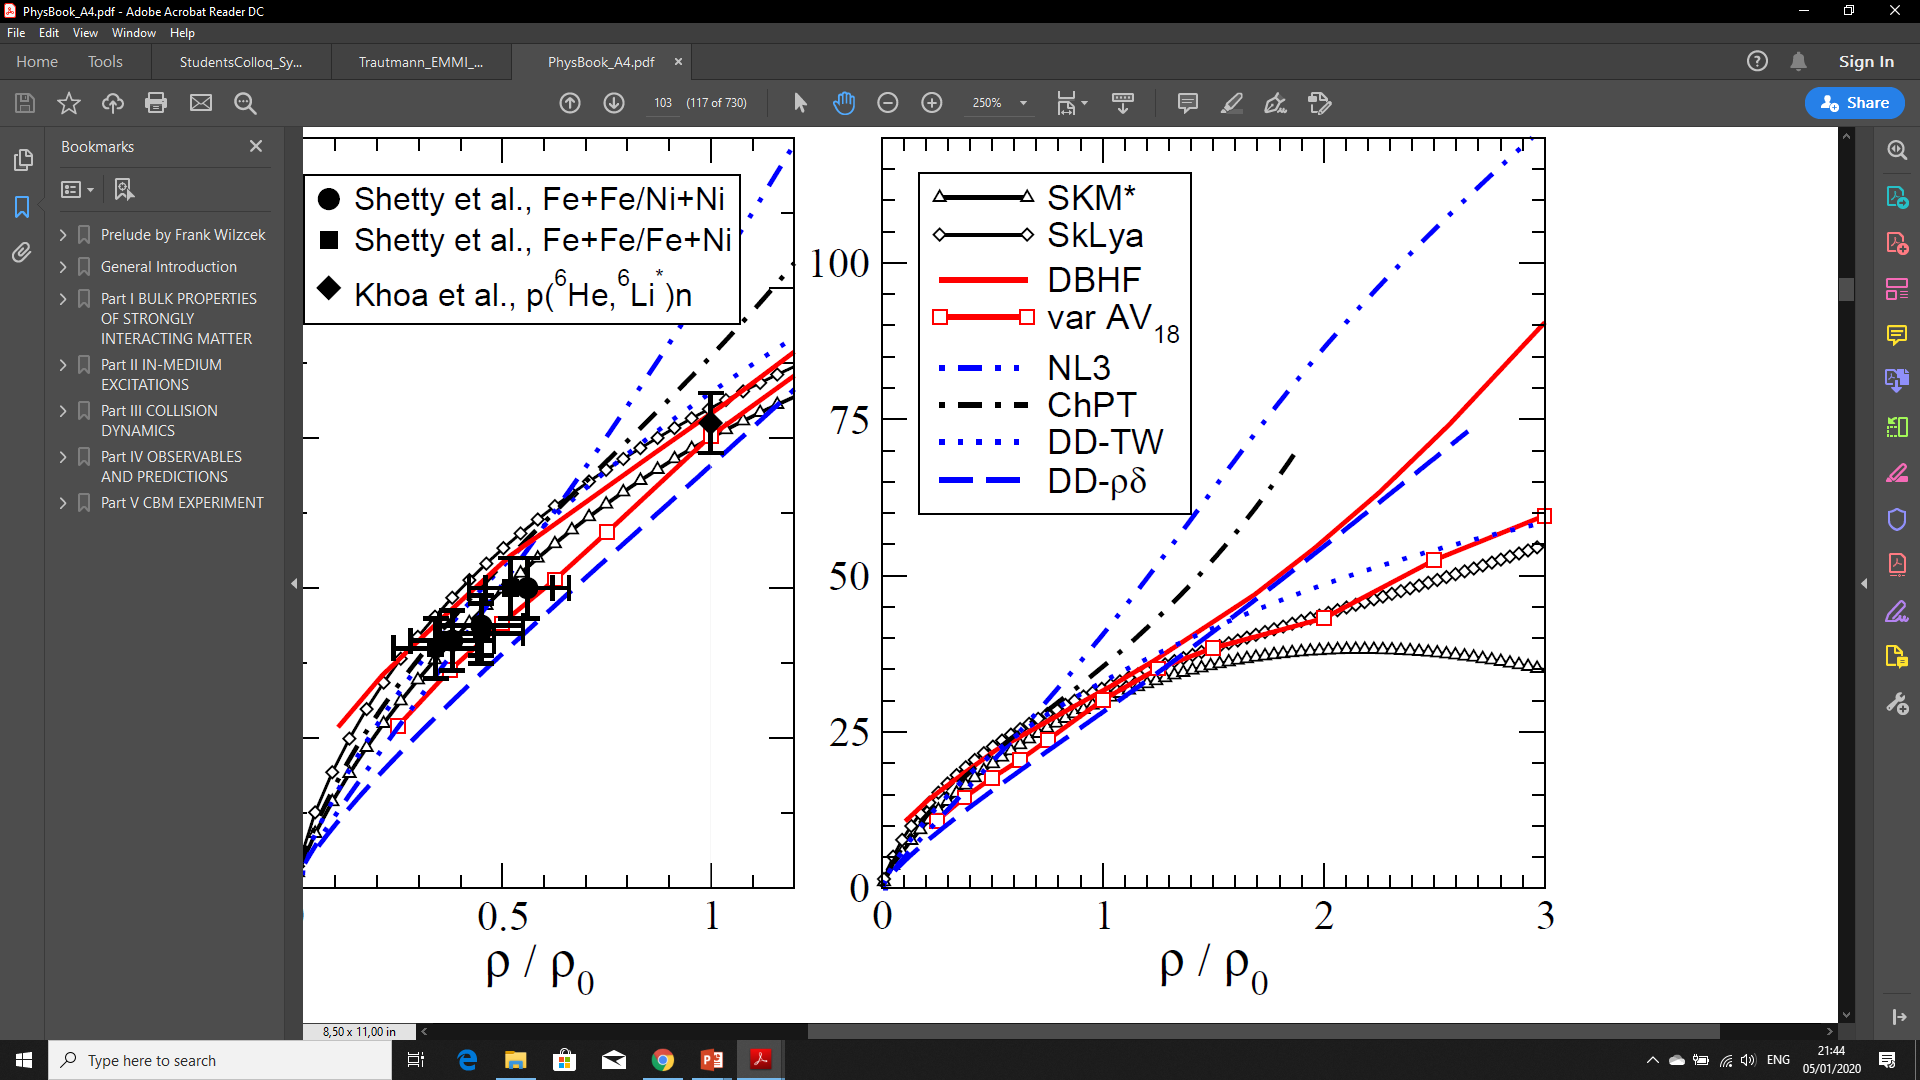 PhysBook_A4.pdf - Adobe Acrobat Reader DC
File Edit View Window Help
Home Tools StudentsColloq_Sy... Trautmann_EMMI_... PhysBook_A4.pdf × Sign In
103 (117 of 730) 250% Share
Bookmarks
Prelude by Frank Wilzcek
General Introduction
Part I BULK PROPERTIES
OF STRONGLY
INTERACTING MATTER
Part II IN-MEDIUM
EXCITATIONS
Part III COLLISION
DYNAMICS
Part IV OBSERVABLES
AND PREDICTIONS
Part V CBM EXPERIMENT
Shetty et al., Fe+Fe/Ni+Ni
Shetty et al., Fe+Fe/Fe+Ni
Khoa et al., p(⁶He,⁶Li*)n
0.5 1
ρ / ρ₀
SKM*
SkLya
DBHF
var AV₁₈
NL3
ChPT
DD-TW
DD-ρδ
100
75
50
25
0
0 1 2 3
ρ / ρ₀
8,50 x 11,00 in
Type here to search
ENG
21:44
05/01/2020